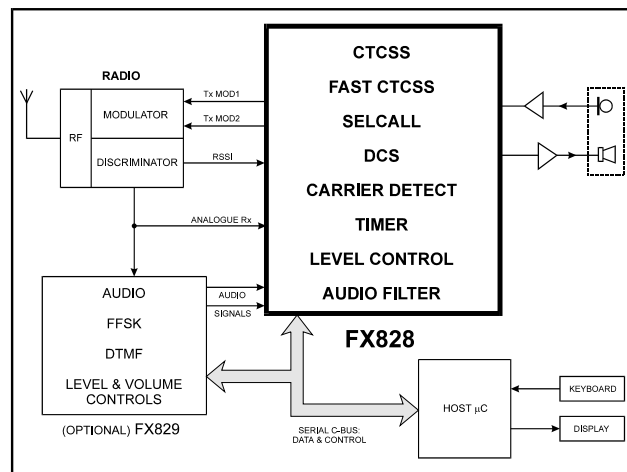 RADIO
RF
MODULATOR
DISCRIMINATOR
Tx MOD1
Tx MOD2
RSSI
ANALOGUE Rx
CTCSS
FAST CTCSS
SELCALL
DCS
CARRIER DETECT
TIMER
LEVEL CONTROL
AUDIO FILTER
FX828
AUDIO
FFSK
DTMF
LEVEL & VOLUME
CONTROLS
(OPTIONAL) FX829
AUDIO
SIGNALS
SERIAL C-BUS:
DATA & CONTROL
HOST µC
KEYBOARD
DISPLAY